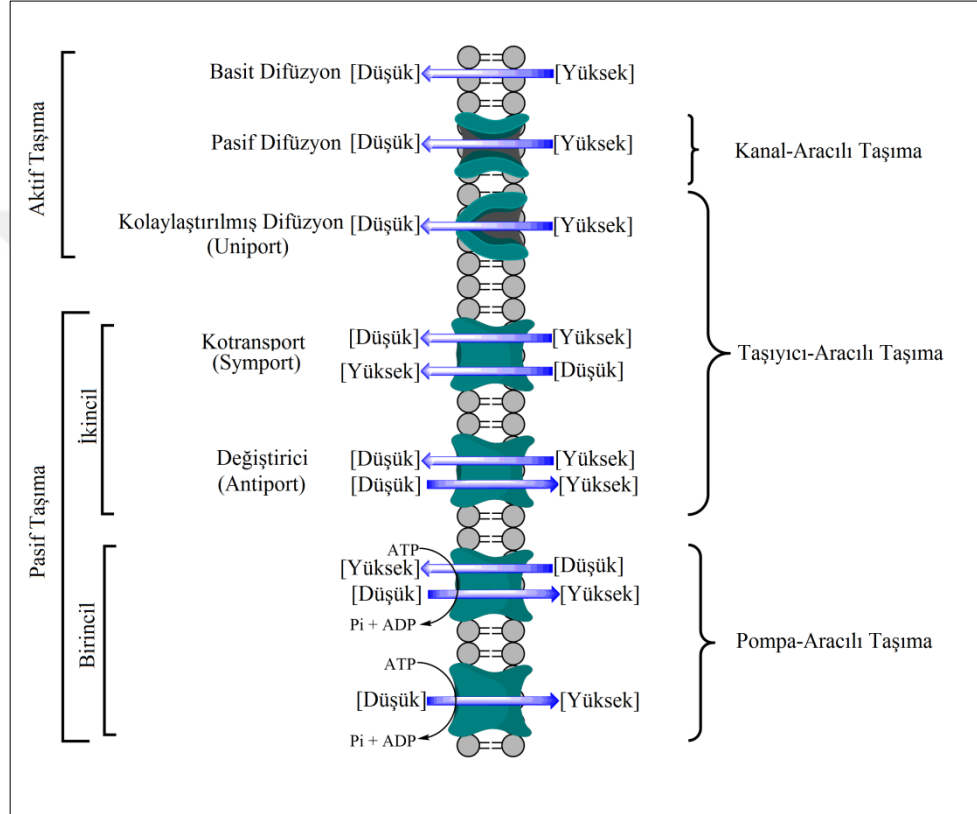 Aktif Taşıma
Basit Difüzyon [Düşük] [Yüksek]
Pasif Difüzyon [Düşük] [Yüksek]
Kanal-Aracılı Taşıma
Kolaylaştırılmış Difüzyon [Düşük] [Yüksek]
(Uniport)
Pasif Taşıma
İkincil
Kotransport [Düşük] [Yüksek]
(Symport) [Yüksek] [Düşük]
Taşıyıcı-Aracılı Taşıma
Değiştirici [Düşük] [Yüksek]
(Antiport) [Düşük] [Yüksek]
Birincil
ATP
[Yüksek] [Düşük]
[Düşük] [Yüksek]
Pi + ADP
Pompa-Aracılı Taşıma
ATP
[Düşük] [Yüksek]
Pi + ADP